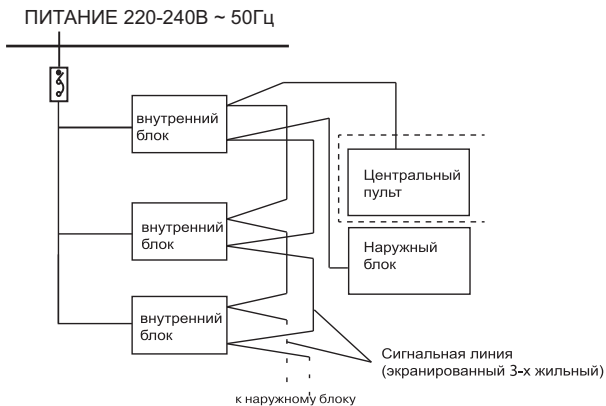 ПИТАНИЕ 220-240В ~ 50Гц
внутренний
блок
Центральный
пульт
внутренний
блок
Наружный
блок
внутренний
блок
Сигнальная линия
(экранированный 3-х жильный)
к наружному блоку